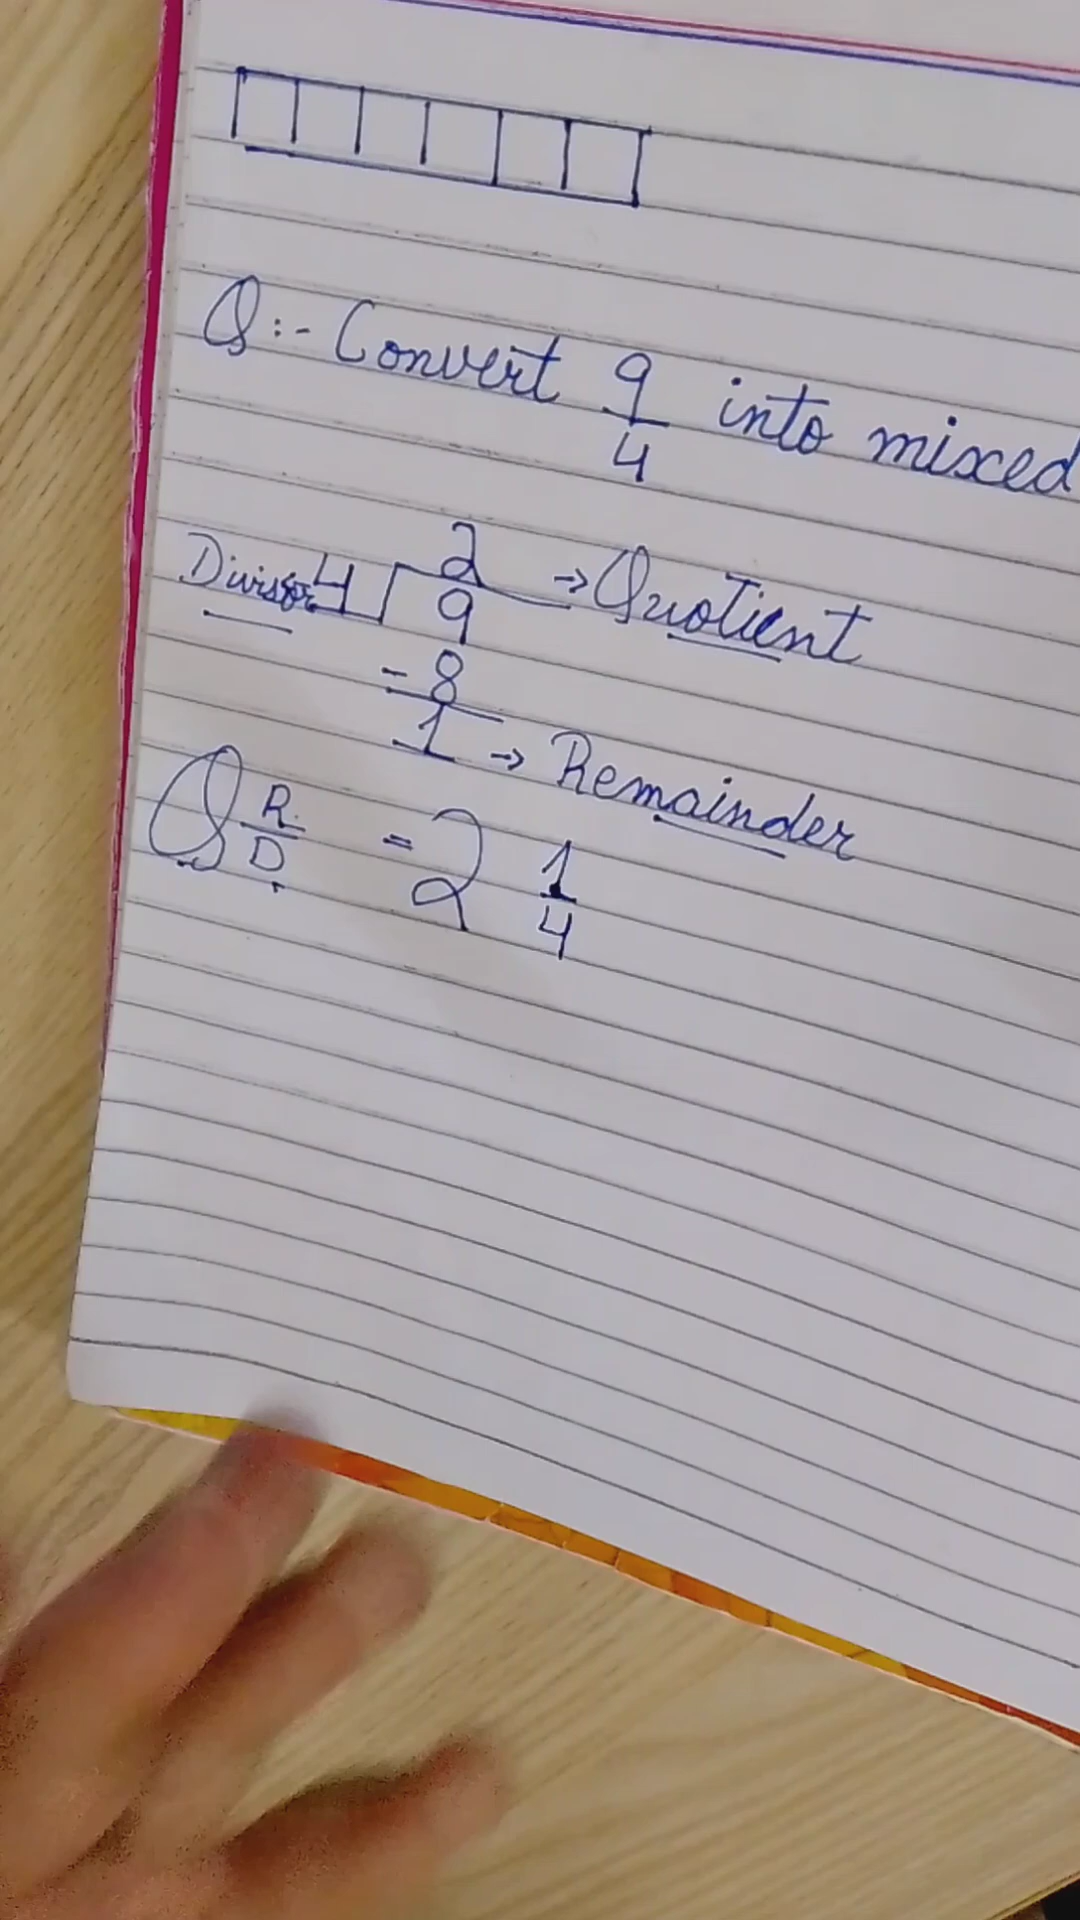 Q:- Convert 9/4 into mixed
2 → Quotient
Divisor 4 9
- 8
1 → Remainder
Q R/D = 2 1/4